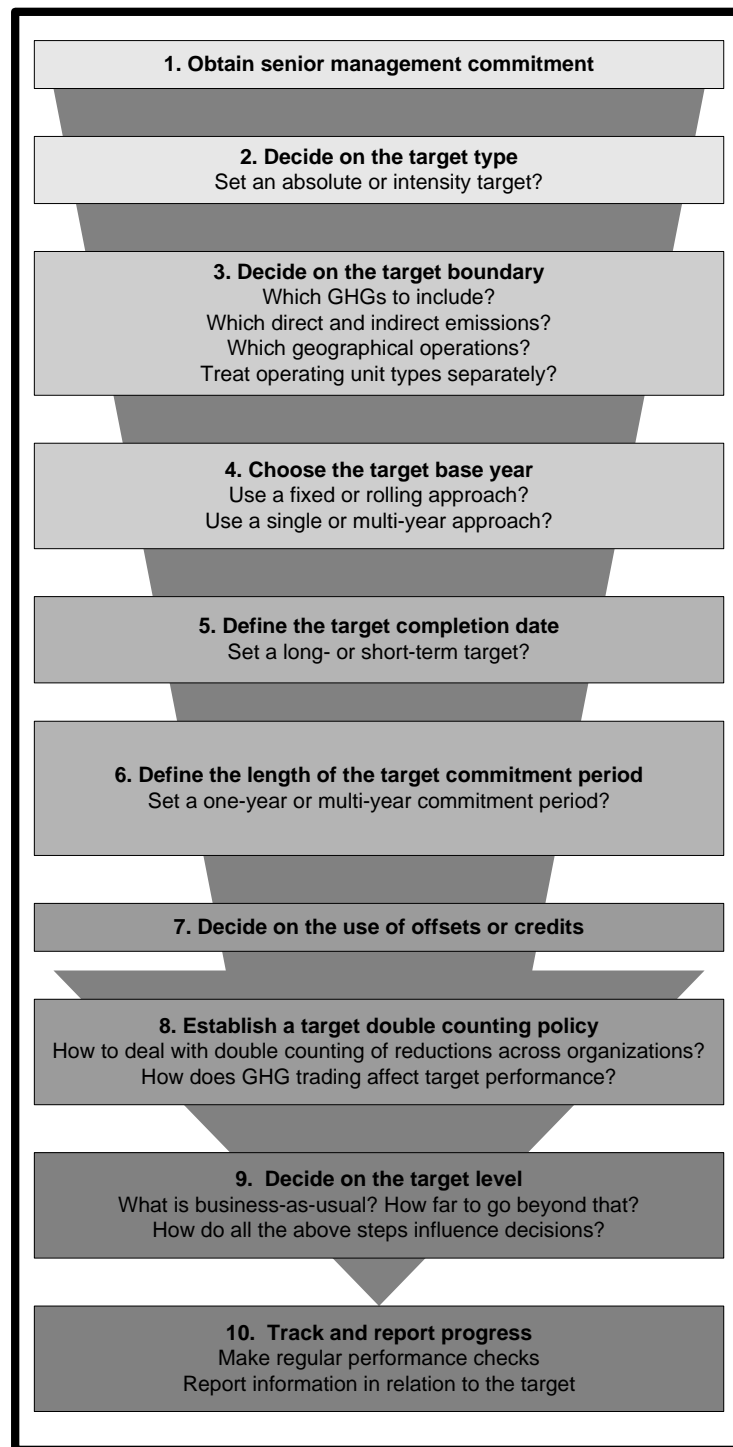 1. Obtain senior management commitment
2. Decide on the target type
Set an absolute or intensity target?
3. Decide on the target boundary
Which GHGs to include?
Which direct and indirect emissions?
Which geographical operations?
Treat operating unit types separately?
4. Choose the target base year
Use a fixed or rolling approach?
Use a single or multi-year approach?
5. Define the target completion date
Set a long- or short-term target?
6. Define the length of the target commitment period
Set a one-year or multi-year commitment period?
7. Decide on the use of offsets or credits
8. Establish a target double counting policy
How to deal with double counting of reductions across organizations?
How does GHG trading affect target performance?
9. Decide on the target level
What is business-as-usual? How far to go beyond that?
How do all the above steps influence decisions?
10. Track and report progress
Make regular performance checks
Report information in relation to the target